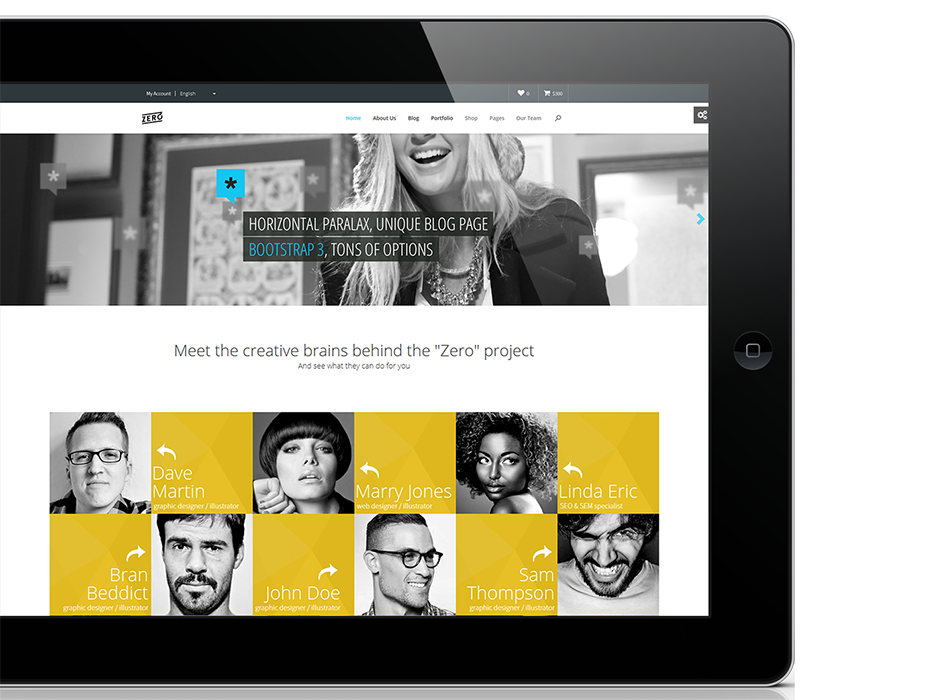 My Account | English
0
$300
ZERO
Home About Us Blog Portfolio Shop Pages Our Team
HORIZONTAL PARALAX, UNIQUE BLOG PAGE
BOOTSTRAP 3, TONS OF OPTIONS
Meet the creative brains behind the "Zero" project
And see what they can do for you
Dave
Martin
graphic designer / illustrator
Marry Jones
web designer / illustrator
Linda Eric
SEO & SEM specialist
Bran
Beddict
graphic designer / illustrator
John Doe
graphic designer / illustrator
Sam
Thompson
graphic designer / illustrator